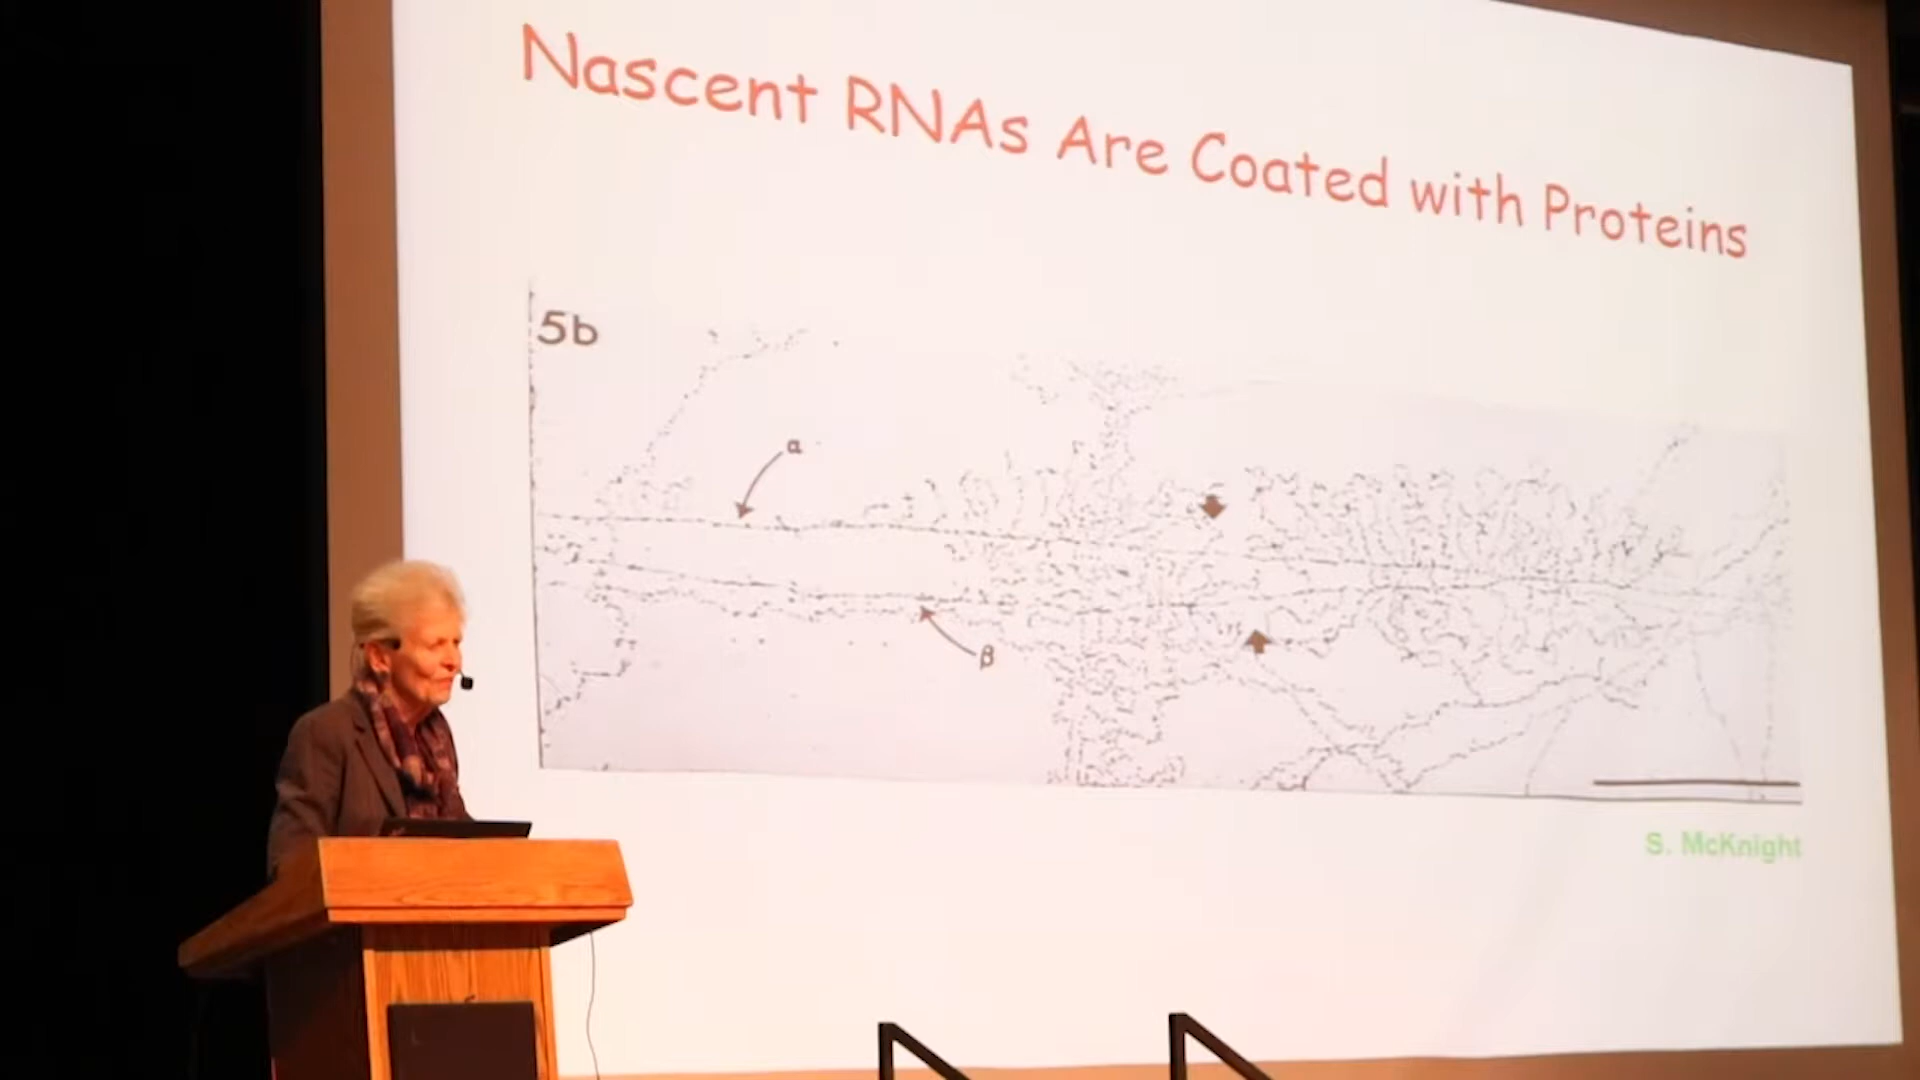 Nascent RNAs Are Coated with Proteins
5b
α
β
S. McKnight